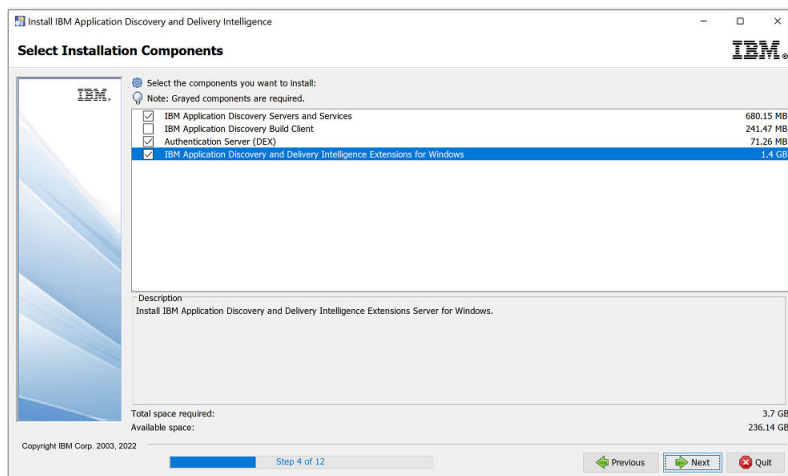 Install IBM Application Discovery and Delivery Intelligence
Select Installation Components
IBM®
IBM.
Select the components you want to install:
Note: Grayed components are required.
IBM Application Discovery Servers and Services 680.15 MB
IBM Application Discovery Build Client 241.47 MB
Authentication Server (DEX) 71.26 MB
IBM Application Discovery and Delivery Intelligence Extensions for Windows 1.4 GB
Description
Install IBM Application Discovery and Delivery Intelligence Extensions Server for Windows.
Total space required: 3.7 GB
Available space: 236.14 GB
Copyright IBM Corp. 2003, 2022
Step 4 of 12
Previous
Next
Quit